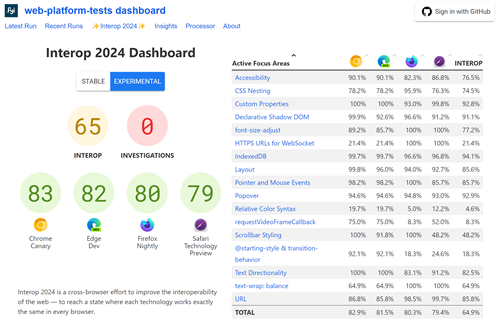 web-platform-tests dashboard
Sign in with GitHub
Latest Run Recent Runs ✨Interop 2024✨ Insights Processor About
Interop 2024 Dashboard
STABLE EXPERIMENTAL
65 0
INTEROP INVESTIGATIONS
83 82 80 79
Chrome Canary
Edge Dev
Firefox Nightly
Safari Technology Preview
Interop 2024 is a cross-browser effort to improve the interoperability
of the web — to reach a state where each technology works exactly
the same in every browser.
Active Focus Areas INTEROP
Accessibility 90.1% 90.1% 82.3% 86.8% 76.5%
CSS Nesting 78.2% 78.2% 95.9% 76.3% 74.5%
Custom Properties 100% 100% 93.0% 99.8% 92.8%
Declarative Shadow DOM 99.9% 92.6% 96.6% 91.2% 91.1%
font-size-adjust 89.2% 85.7% 100% 100% 77.2%
HTTPS URLs for WebSocket 21.4% 100% 100% 21.4%
IndexedDB 99.7% 99.7% 96.6% 96.8% 94.1%
Layout 99.8% 96.0% 94.0% 92.7% 85.6%
Pointer and Mouse Events 98.2% 98.2% 100% 85.7% 85.7%
Popover 94.6% 94.6% 94.8% 93.0% 92.9%
Relative Color Syntax 19.7% 19.7% 5.0% 12.2% 4.6%
requestVideoFrameCallback 75.0% 75.0% 8.3% 52.0% 8.3%
Scrollbar Styling 100% 91.8% 100% 48.2% 48.2%
@starting-style & transition-
behavior 92.1% 92.1% 18.3% 24.6% 18.3%
Text Directionality 100% 100% 83.1% 91.2% 82.5%
text-wrap: balance 64.9% 64.9% 100% 100% 64.9%
URL 86.8% 85.8% 98.5% 99.7% 85.8%
TOTAL 82.9% 81.5% 80.3% 79.4% 64.9%